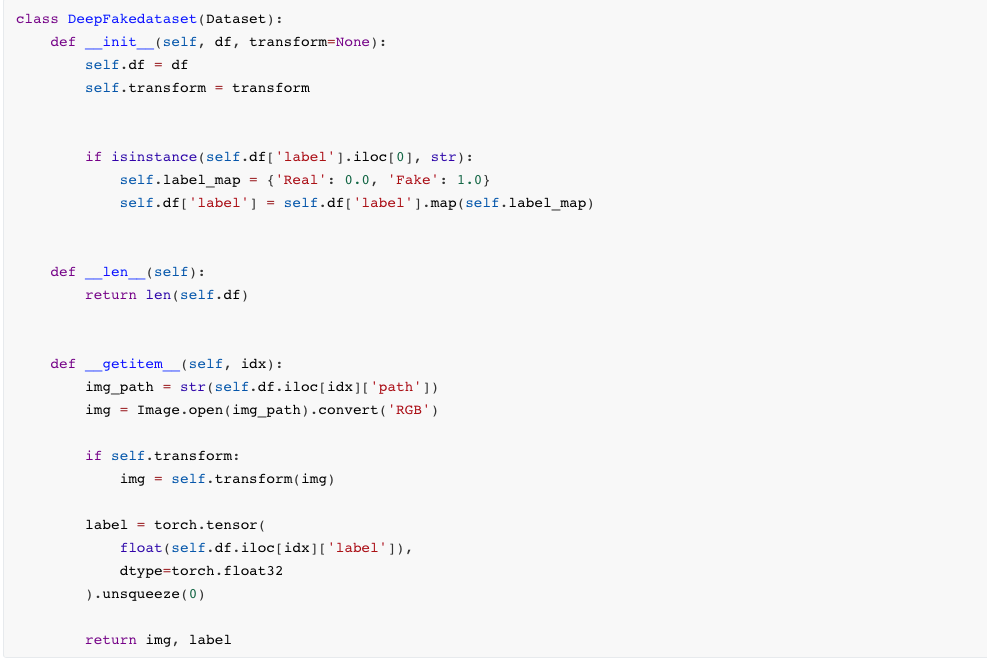 class DeepFakedataset(Dataset):
    def __init__(self, df, transform=None):
        self.df = df
        self.transform = transform
        if isinstance(self.df['label'].iloc[0], str):
            self.label_map = {'Real': 0.0, 'Fake': 1.0}
            self.df['label'] = self.df['label'].map(self.label_map)
    def __len__(self):
        return len(self.df)
    def __getitem__(self, idx):
        img_path = str(self.df.iloc[idx]['path'])
        img = Image.open(img_path).convert('RGB')
        if self.transform:
            img = self.transform(img)
        label = torch.tensor(
            float(self.df.iloc[idx]['label']),
            dtype=torch.float32
        ).unsqueeze(0)
        return img, label